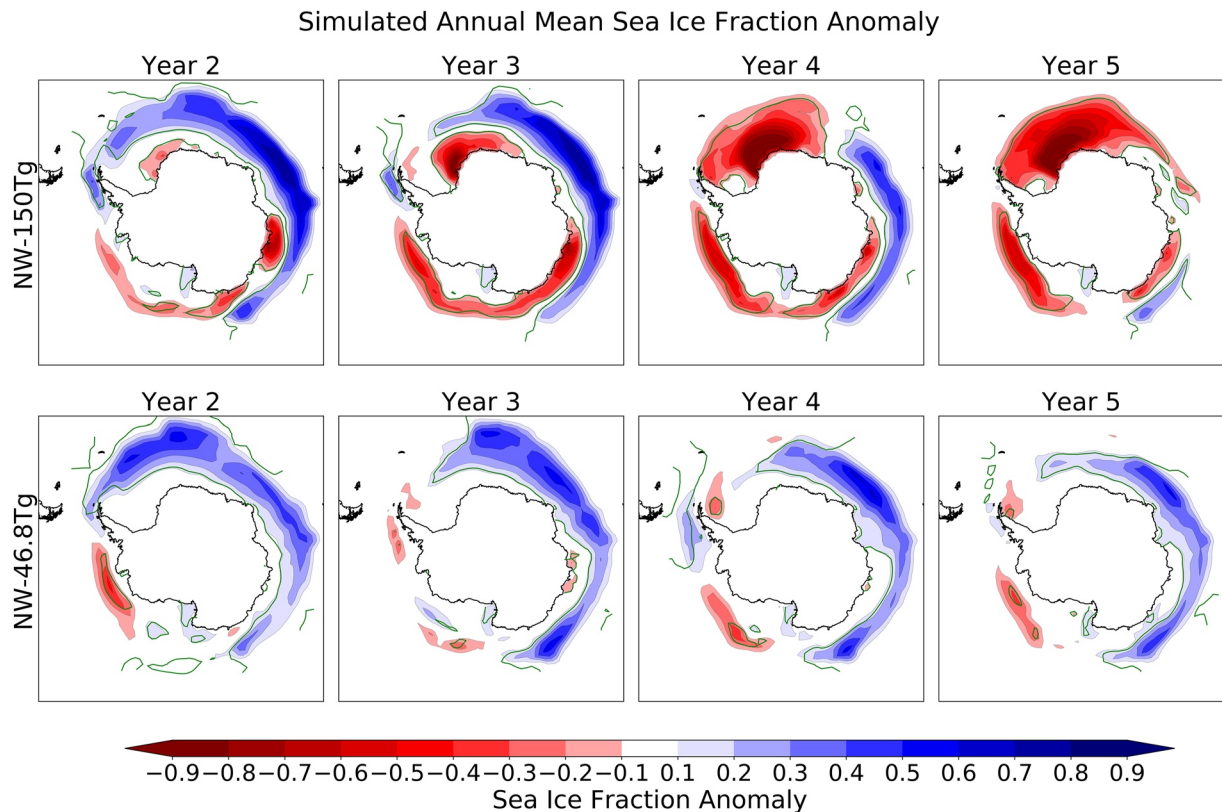 Simulated Annual Mean Sea Ice Fraction Anomaly
Year 2 Year 3 Year 4 Year 5
NW-150Tg
Year 2 Year 3 Year 4 Year 5
NW-46.8Tg
−0.9 −0.8 −0.7 −0.6 −0.5 −0.4 −0.3 −0.2 −0.1 0.1 0.2 0.3 0.4 0.5 0.6 0.7 0.8 0.9
Sea Ice Fraction Anomaly